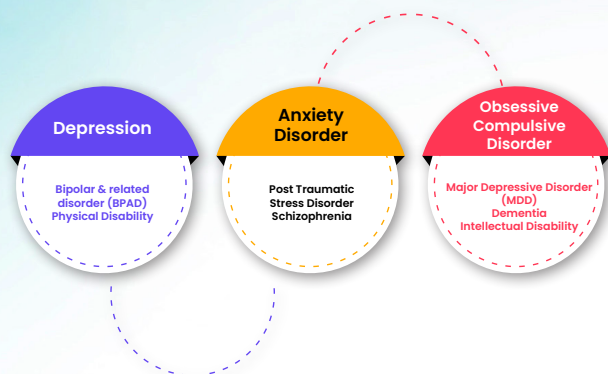 Depression
Bipolar & related
disorder (BPAD)
Physical Disability
Anxiety
Disorder
Post Traumatic
Stress Disorder
Schizophrenia
Obsessive
Compulsive
Disorder
Major Depressive Disorder
(MDD)
Dementia
Intellectual Disability